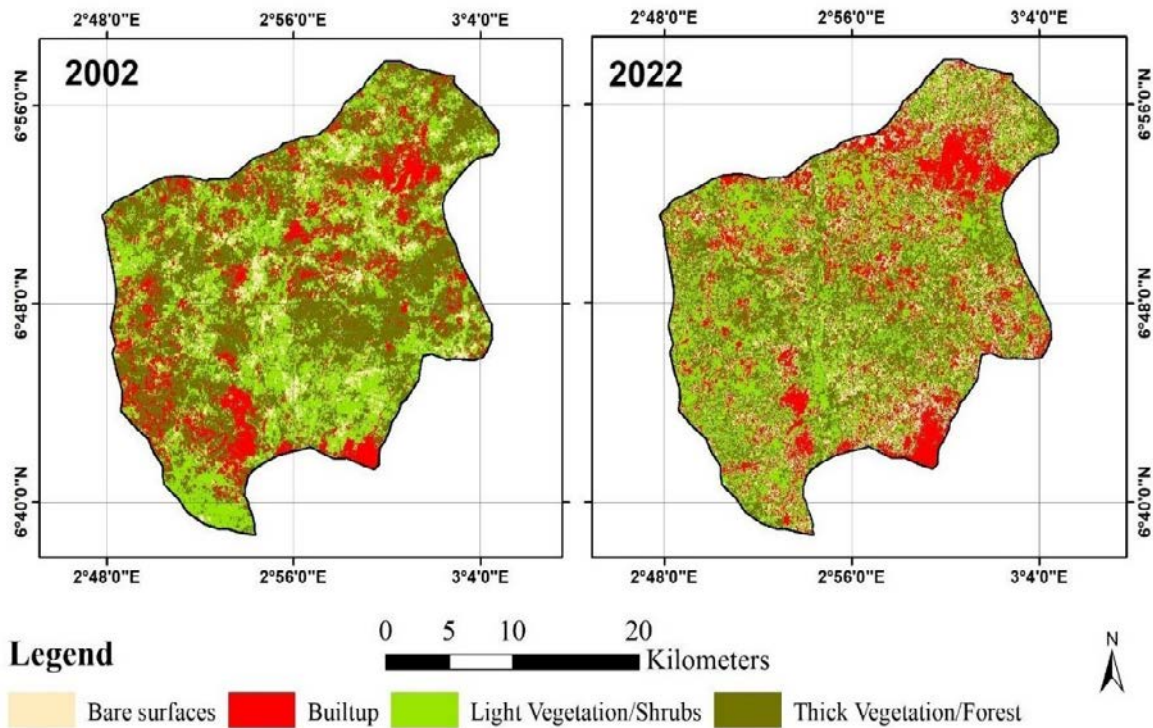 2°48'0"E 2°56'0"E 3°4'0"E 2°56'0"E 3°4'0"E
2002
2022
6°56'0"N 6°56'0"N
6°48'0"N 6°48'0"N
6°40'0"N 6°40'0"N
2°48'0"E 2°56'0"E 3°4'0"E 2°48'0"E 2°56'0"E 3°4'0"E
0 5 10 20
Kilometers
N
Legend
Bare surfaces Builtup Light Vegetation/Shrubs Thick Vegetation/Forest